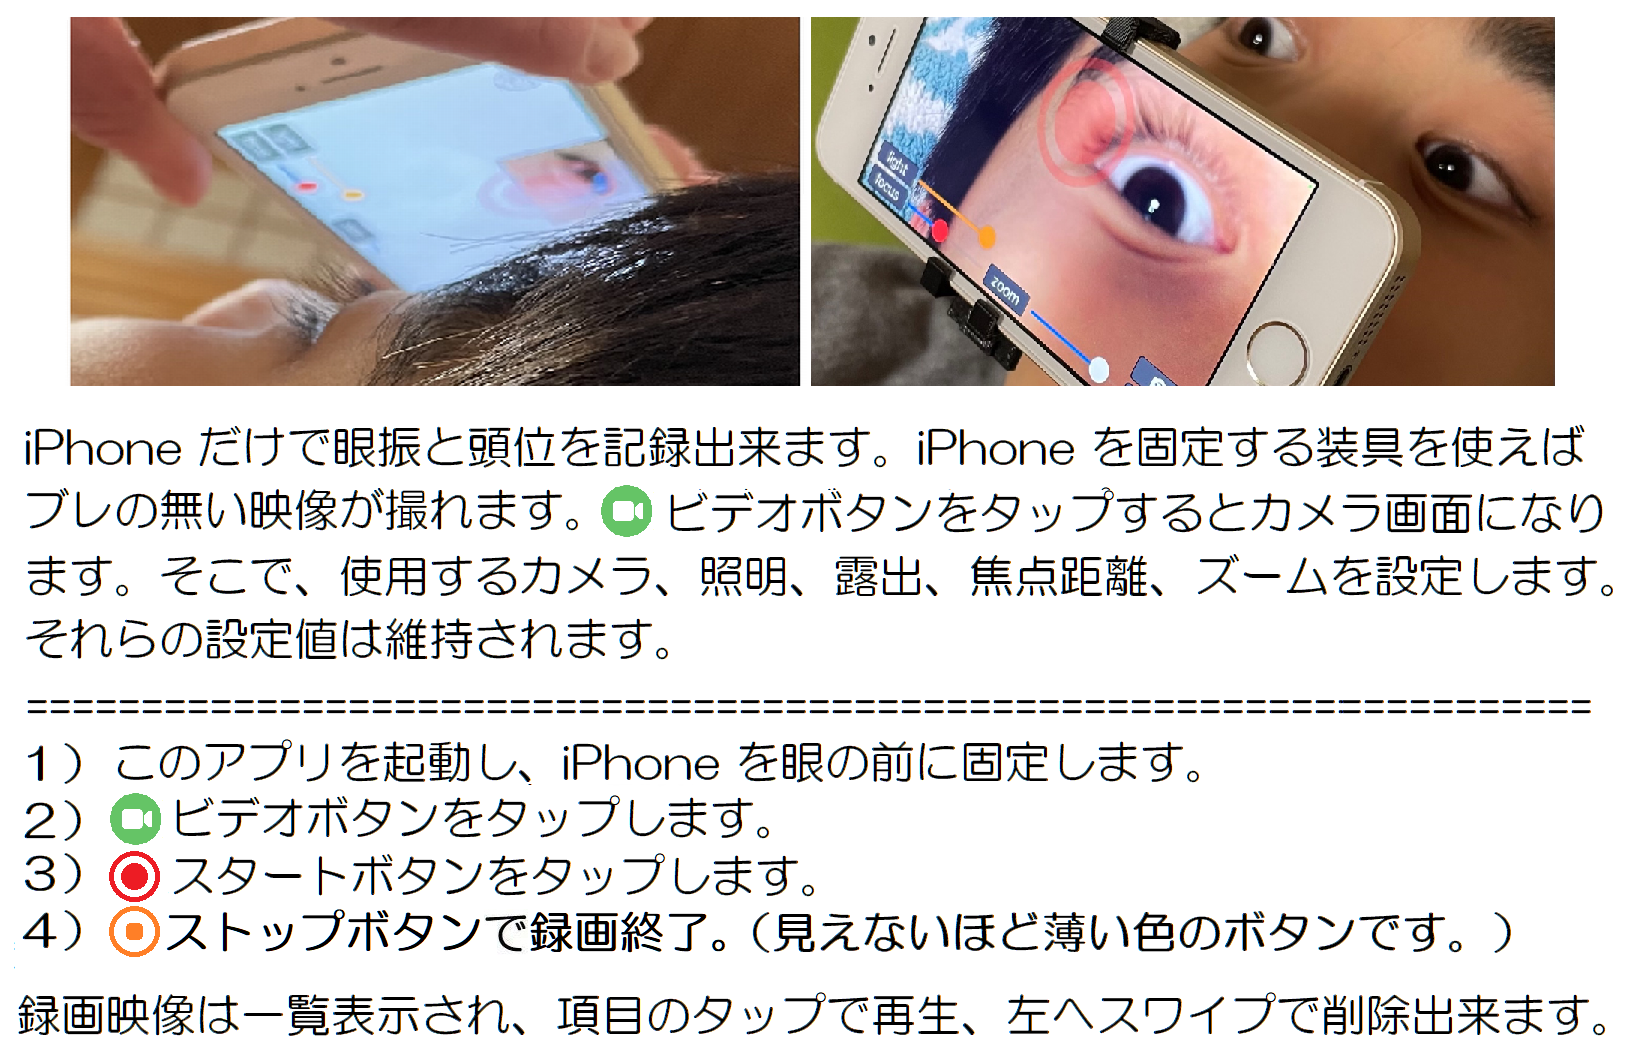 light
focus
zoom
iPhone だけで眼振と頭位を記録出来ます。iPhone を固定する装具を使えば
ブレの無い映像が撮れます。ビデオボタンをタップするとカメラ画面になり
ます。そこで、使用するカメラ、照明、露出、焦点距離、ズームを設定します。
それらの設定値は維持されます。
====================================================================
1）このアプリを起動し、iPhone を眼の前に固定します。
2）ビデオボタンをタップします。
3）スタートボタンをタップします。
4）ストップボタンで録画終了。（見えないほど薄い色のボタンです。）
録画映像は一覧表示され、項目のタップで再生、左へスワイプで削除出来ます。